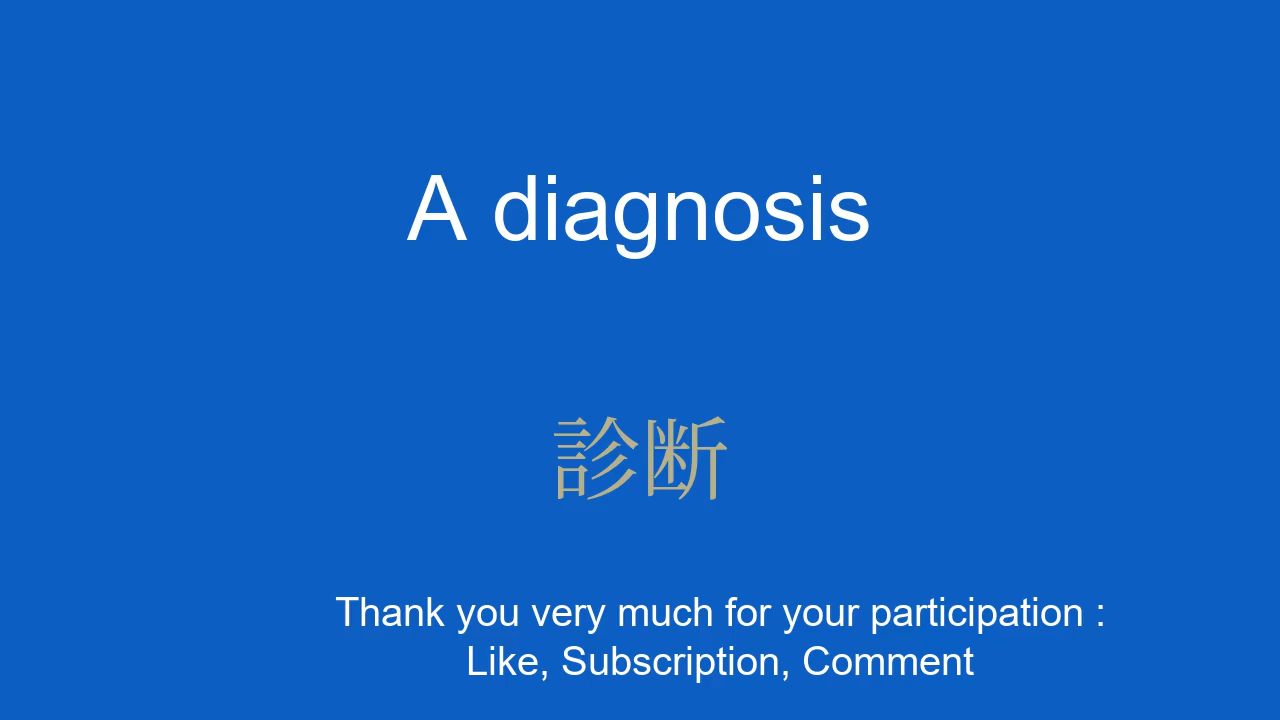 A diagnosis
診断
Thank you very much for your participation :
Like, Subscription, Comment